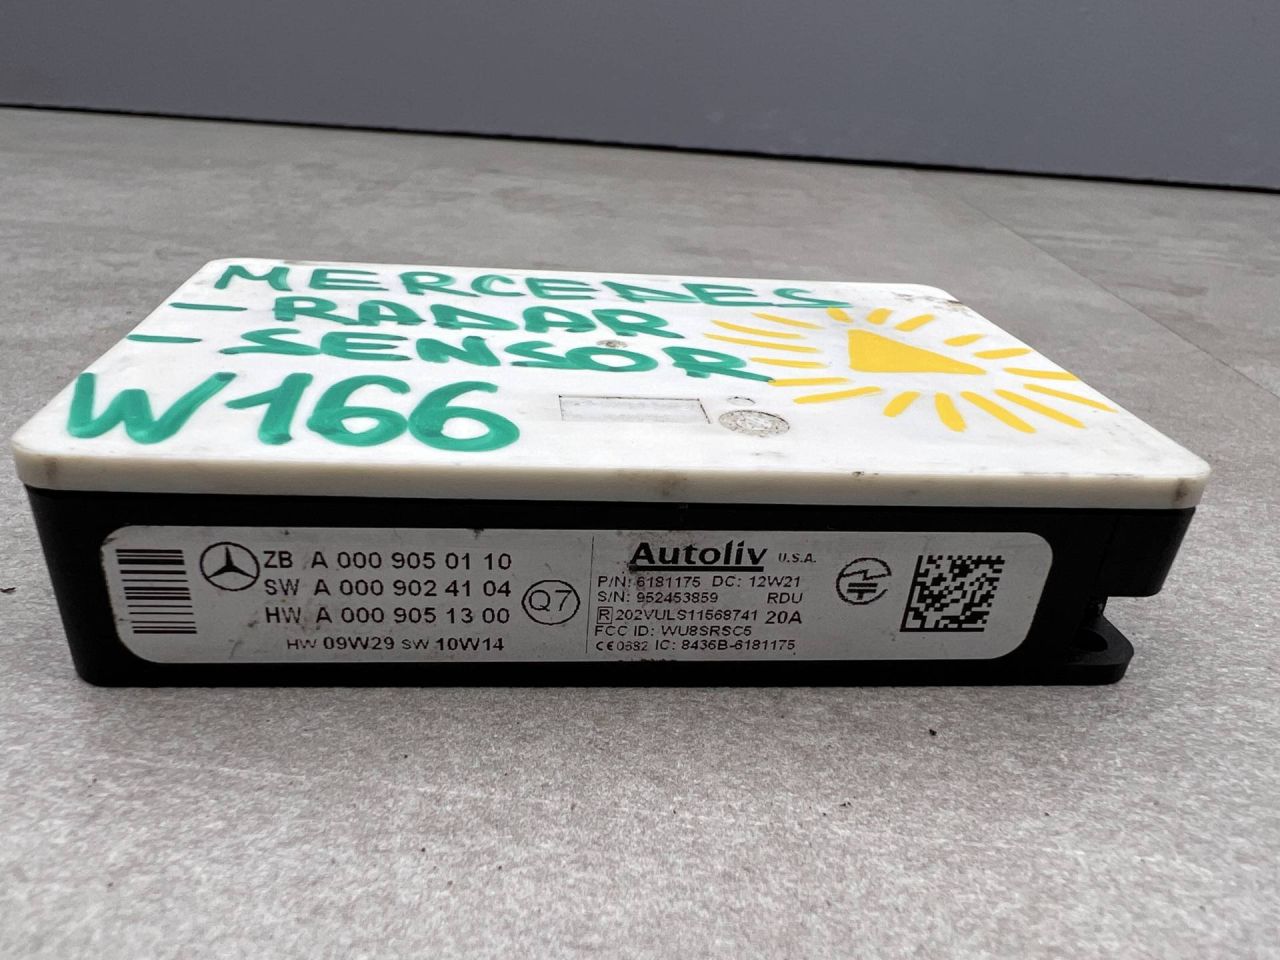 MERCEDES
- RADAR
- SENSOR
W166
ZB A 000 905 01 10
SW A 000 902 41 04
HW A 000 905 13 00
HW 09W29 SW 10W14
Q7
Autoliv U.S.A.
P/N: 6181175 DC: 12W21
S/N: 952453859 RDU
R 202VULS11568741 20A
FCC ID: WU8SRSC5
CE0682 IC: 8436B-6181175